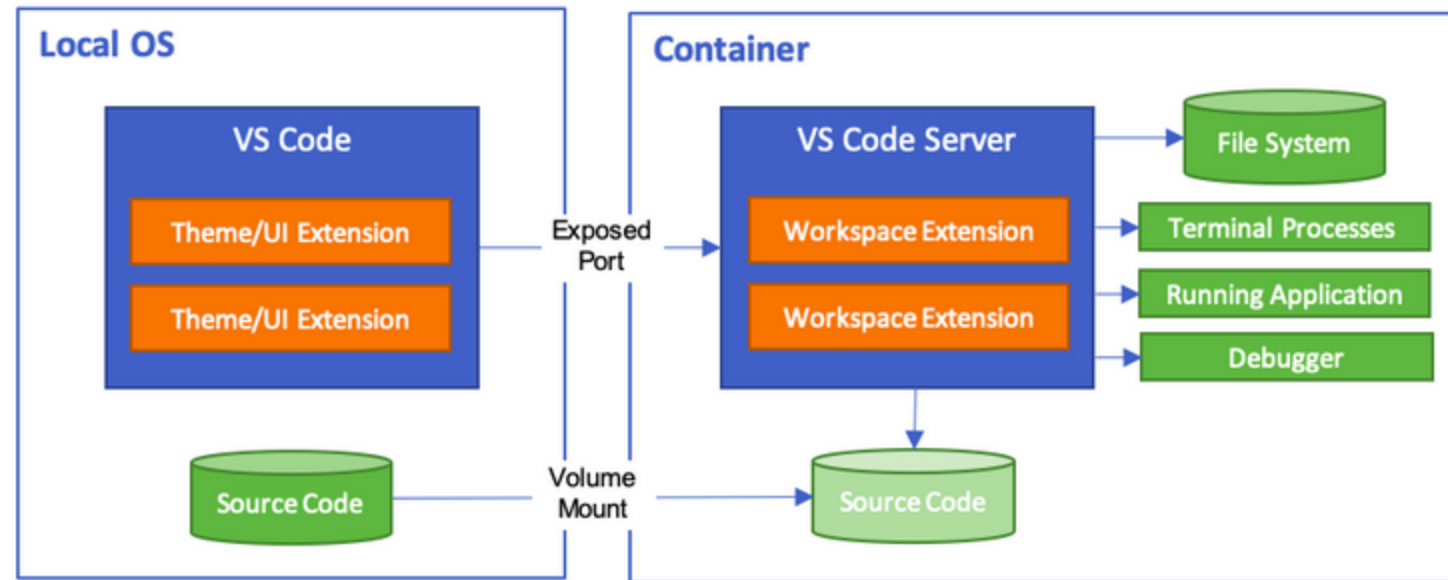 Local OS
VS Code
Theme/UI Extension
Theme/UI Extension
Source Code
Exposed
Port
Volume
Mount
Container
VS Code Server
Workspace Extension
Workspace Extension
File System
Terminal Processes
Running Application
Debugger
Source Code